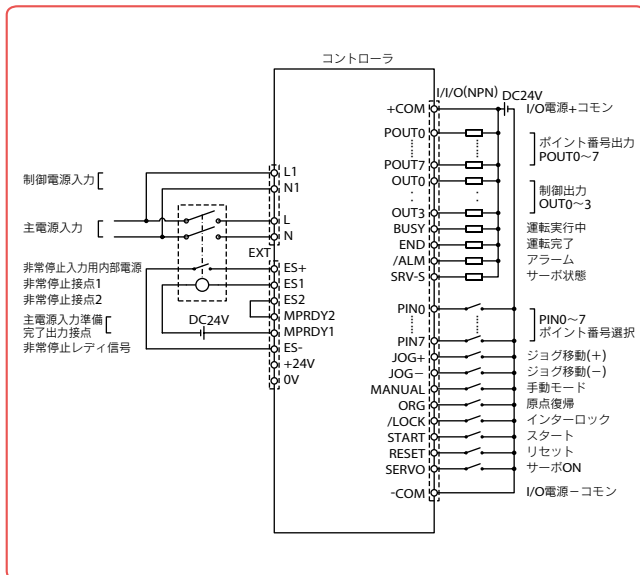 コントローラ
制御電源入力
主電源入力
非常停止入力用内部電源
非常停止接点1
非常停止接点2
主電源入力準備
完了出力接点
非常停止レディ信号
DC24V
L1
N1
L
N
EXT
ES+
ES1
ES2
MPRDY2
MPRDY1
ES-
+24V
0V
I/I/O(NPN)
DC24V
+COM
I/O電源+コモン
POUT0
POUT7
ポイント番号出力
POUT0〜7
OUT0
OUT3
制御出力
OUT0〜3
BUSY
運転実行中
END
運転完了
/ALM
アラーム
SRV-S
サーボ状態
PIN0
PIN7
PIN0〜7
ポイント番号選択
JOG+
ジョグ移動(+)
JOG−
ジョグ移動(−)
MANUAL
手動モード
ORG
原点復帰
/LOCK
インターロック
START
スタート
RESET
リセット
SERVO
サーボON
-COM
I/O電源−コモン